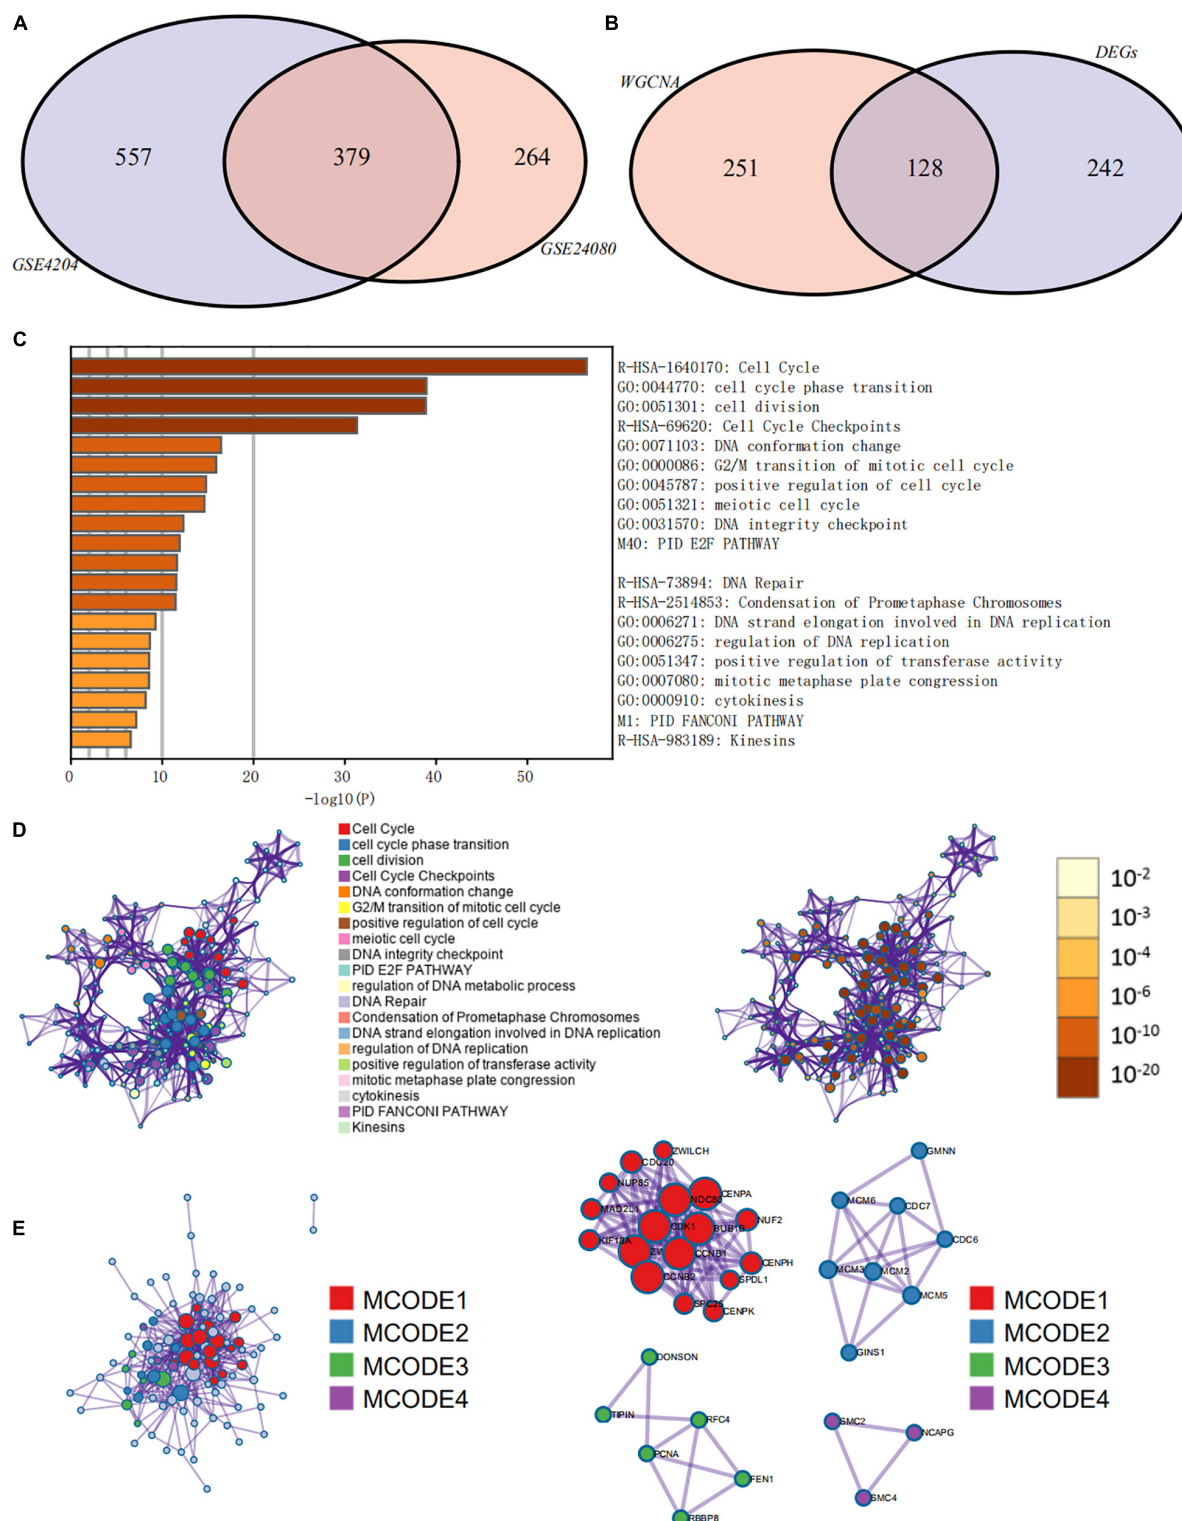 A
B
557
379
264
GSE4204
GSE24080
WGCNA
DEGs
251
128
242
C
R-HSA-1640170: Cell Cycle
GO:0044770: cell cycle phase transition
GO:0051301: cell division
R-HSA-69620: Cell Cycle Checkpoints
GO:0071103: DNA conformation change
GO:0000086: G2/M transition of mitotic cell cycle
GO:0045787: positive regulation of cell cycle
GO:0051321: meiotic cell cycle
GO:0031570: DNA integrity checkpoint
M40: PID E2F PATHWAY
R-HSA-73894: DNA Repair
R-HSA-2514853: Condensation of Prometaphase Chromosomes
GO:0006271: DNA strand elongation involved in DNA replication
GO:0006275: regulation of DNA replication
GO:0051347: positive regulation of transferase activity
GO:0007080: mitotic metaphase plate congression
GO:0000910: cytokinesis
M1: PID FANCONI PATHWAY
R-HSA-983189: Kinesins
0 10 20 30 40 50
-log10(P)
D
Cell Cycle
cell cycle phase transition
cell division
Cell Cycle Checkpoints
DNA conformation change
G2/M transition of mitotic cell cycle
positive regulation of cell cycle
meiotic cell cycle
DNA integrity checkpoint
PID E2F PATHWAY
regulation of DNA metabolic process
DNA Repair
Condensation of Prometaphase Chromosomes
DNA strand elongation involved in DNA replication
regulation of DNA replication
positive regulation of transferase activity
mitotic metaphase plate congression
cytokinesis
PID FANCONI PATHWAY
Kinesins
10-2
10-3
10-4
10-6
10-10
10-20
E
MCODE1
MCODE2
MCODE3
MCODE4
ZWILCH
CDC20
NUP85
CENPA
NDC80
MAD2L1
NUF2
CDK1
BUB1B
KIF18A
CCNB1
CENPH
CCNB2
SPDL1
SPC25
CENPK
GMNN
MCM6
CDC7
CDC6
MCM3
MCM2
MCM5
GINS1
DONSON
TIPIN
RFC4
PCNA
FEN1
RBBP8
SMC2
NCAPG
SMC4
MCODE1
MCODE2
MCODE3
MCODE4